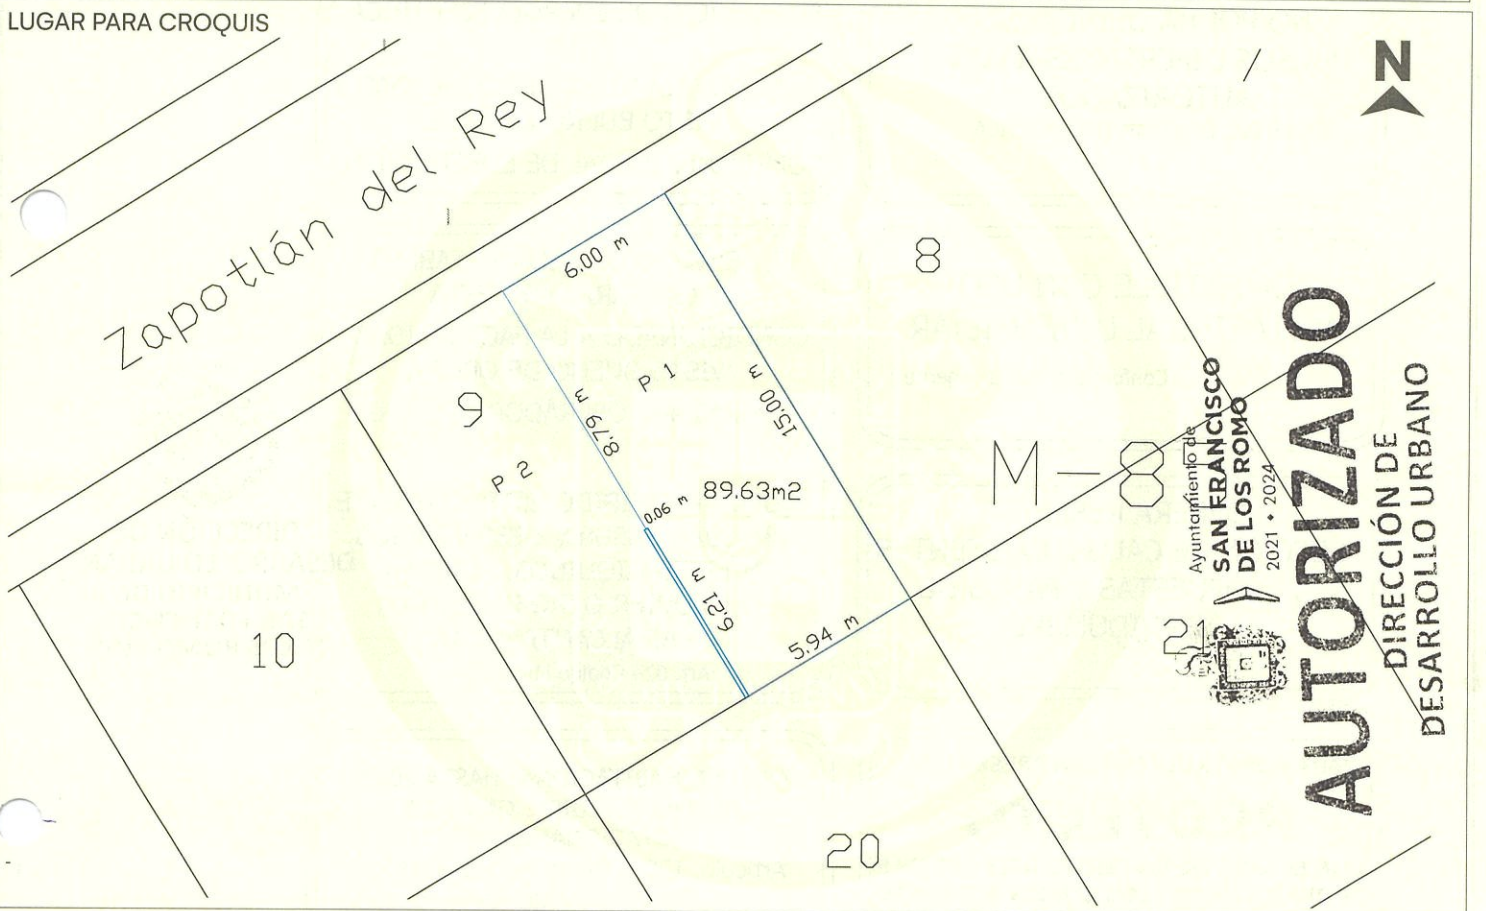 LUGAR PARA CROQUIS
N
Zapotlán del Rey
6.00 m
8
P 1
15.00 m
9
8.79 m
P 2
89.63m2
0.06 m
M-8
6.21 m
5.94 m
10
21
20
Ayuntamiento de
SAN FRANCISCO
DE LOS ROMO
2021 • 2024
AUTORIZADO
DIRECCIÓN DE
DESARROLLO URBANO